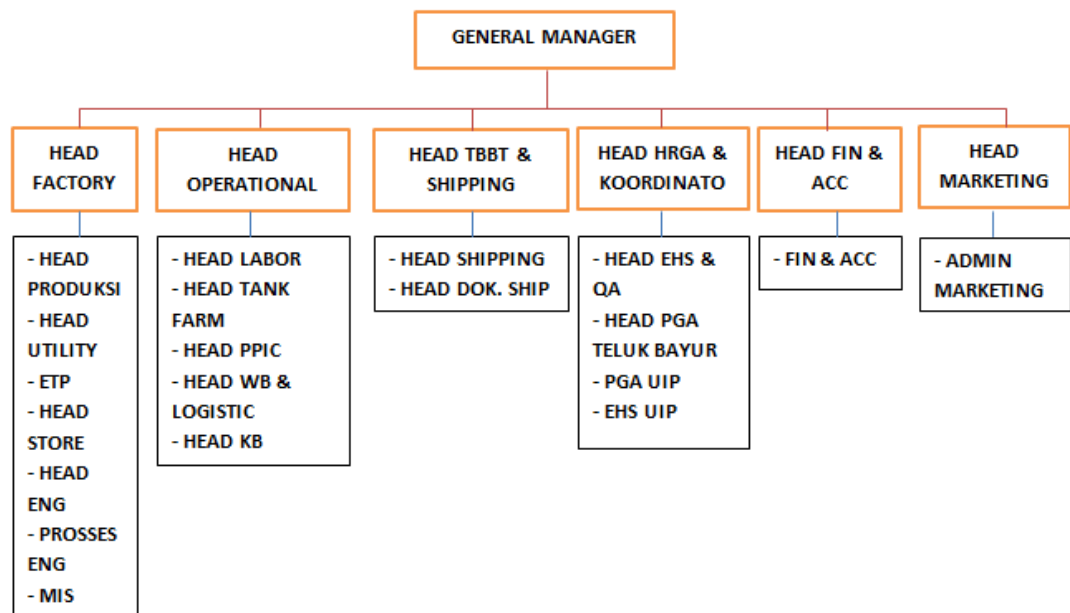 GENERAL MANAGER
HEAD
FACTORY
HEAD
OPERATIONAL
HEAD TBBT &
SHIPPING
HEAD HRGA &
KOORDINATO
HEAD FIN &
ACC
HEAD
MARKETING
- HEAD
PRODUKSI
- HEAD
UTILITY
- ETP
- HEAD
STORE
- HEAD
ENG
- PROSSES
ENG
- MIS
- HEAD LABOR
- HEAD TANK
FARM
- HEAD PPIC
- HEAD WB &
LOGISTIC
- HEAD KB
- HEAD SHIPPING
- HEAD DOK. SHIP
- HEAD EHS &
QA
- HEAD PGA
TELUK BAYUR
- PGA UIP
- EHS UIP
- FIN & ACC
- ADMIN
MARKETING